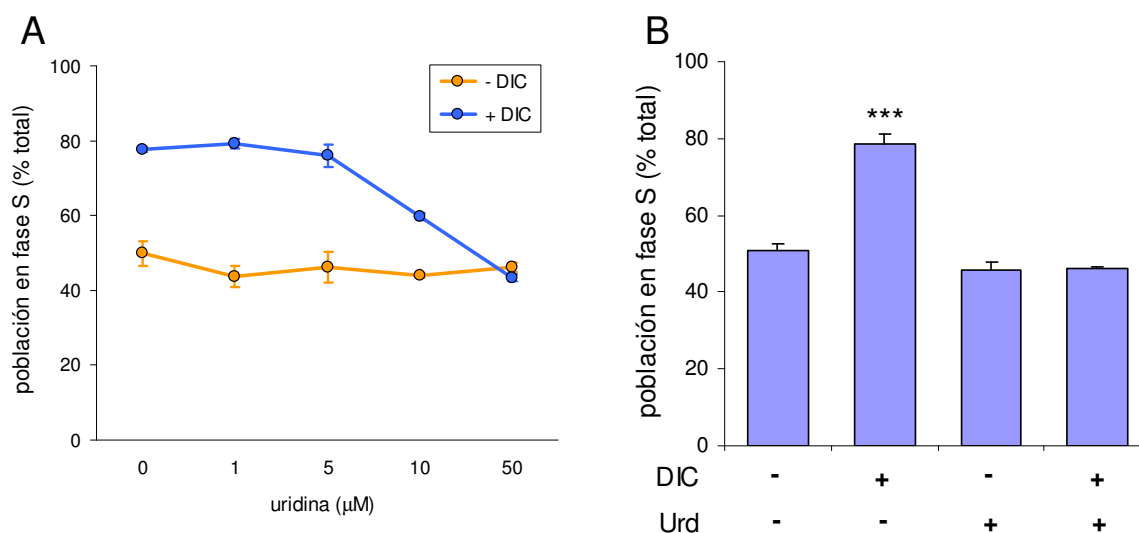 A
población en fase S (% total)
100
80
60
40
20
0
- DIC
+ DIC
0 1 5 10 50
uridina (µM)
B
población en fase S (% total)
100
80
60
40
20
0
***
DIC - + - +
Urd - - + +